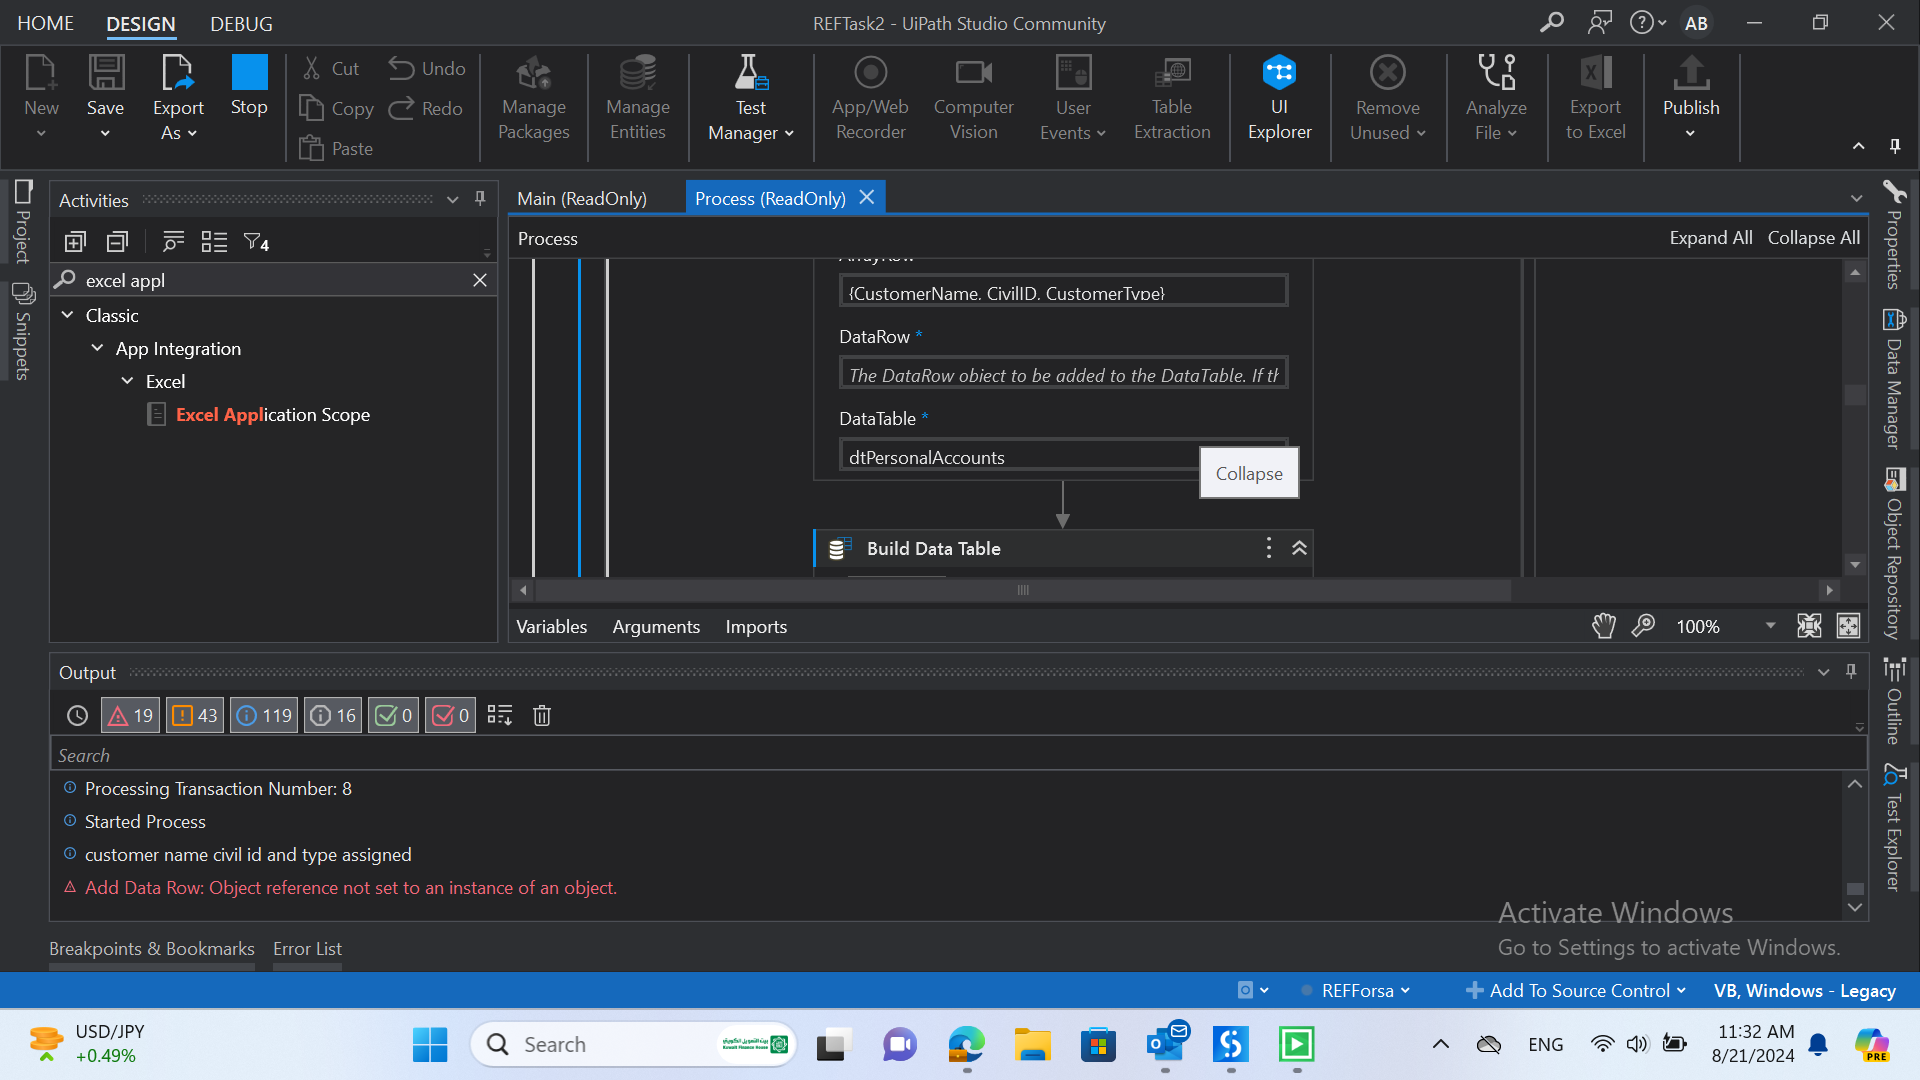 HOME DESIGN DEBUG REFTask2 - UiPath Studio Community AB
New Save Export As Stop Cut Copy Paste Undo Redo Manage Packages Manage Entities Test Manager App/Web Recorder Computer Vision User Events Table Extraction UI Explorer Remove Unused Analyze File Export to Excel Publish
Project
Snippets
Activities
4
excel appl
Classic
App Integration
Excel
Excel Application Scope
Main (ReadOnly) Process (ReadOnly)
Process Expand All Collapse All
ArrayRow
{CustomerName, CivilID, CustomerType}
DataRow *
The DataRow object to be added to the DataTable. If th
DataTable *
dtPersonalAccounts
Collapse
Build Data Table
Variables Arguments Imports 100%
Properties
Data Manager
Object Repository
Outline
Test Explorer
Output
19 43 119 16 0 0
Search
Processing Transaction Number: 8
Started Process
customer name civil id and type assigned
Add Data Row: Object reference not set to an instance of an object.
Activate Windows
Go to Settings to activate Windows.
Breakpoints & Bookmarks Error List
REFForsa Add To Source Control VB, Windows - Legacy
USD/JPY
+0.49%
Search
ENG
11:32 AM
8/21/2024
PRE